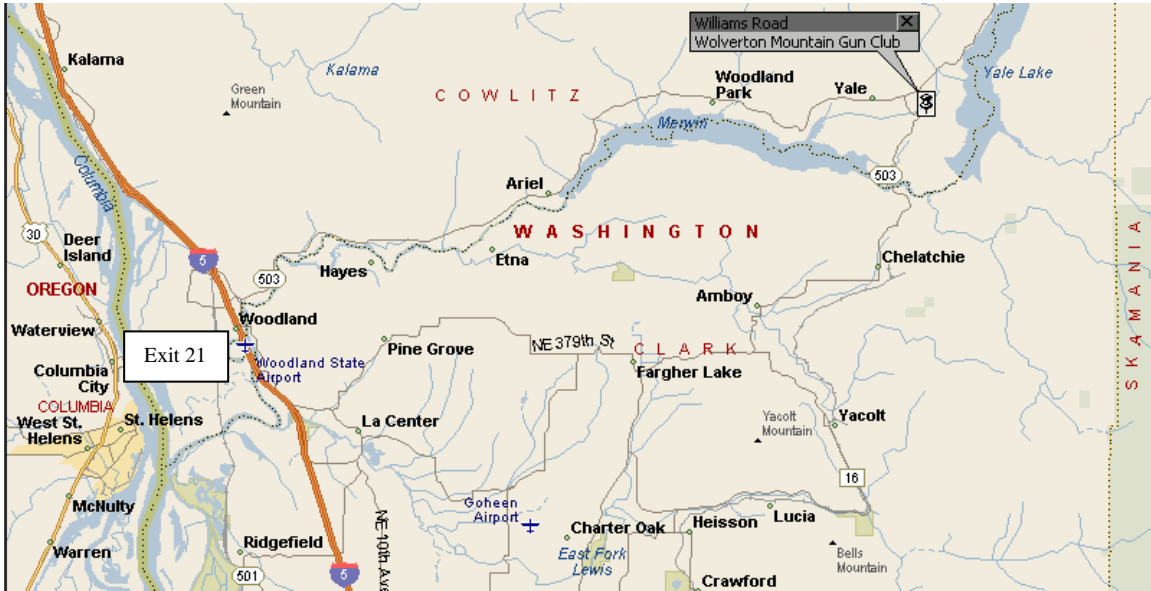 Williams Road
Wolverton Mountain Gun Club
Kalama
Kalama
Green
Mountain
COWLITZ
Woodland
Park
Yale
Yale Lake
Merwin
Columbia
Ariel
503
30
Deer
Island
5
WASHINGTON
Etna
Hayes
503
Chelatchie
SKAMANIA
OREGON
Amboy
Waterview
Woodland
Exit 21
Pine Grove
NE 379th St
CLARK
Columbia
City
Woodland State
Airport
Fargher Lake
COLUMBIA
West St.
Helens
St. Helens
La Center
Yacolt
Mountain
Yacolt
16
McNulty
Goheen
Airport
NE 10th Ave
Charter Oak
Heisson
Lucia
Warren
Ridgefield
East Fork
Lewis
Bells
Mountain
501
5
Crawford